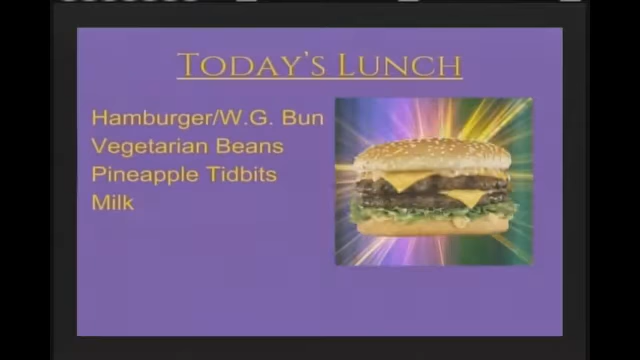 TODAY'S LUNCH
Hamburger/W.G. Bun
Vegetarian Beans
Pineapple Tidbits
Milk